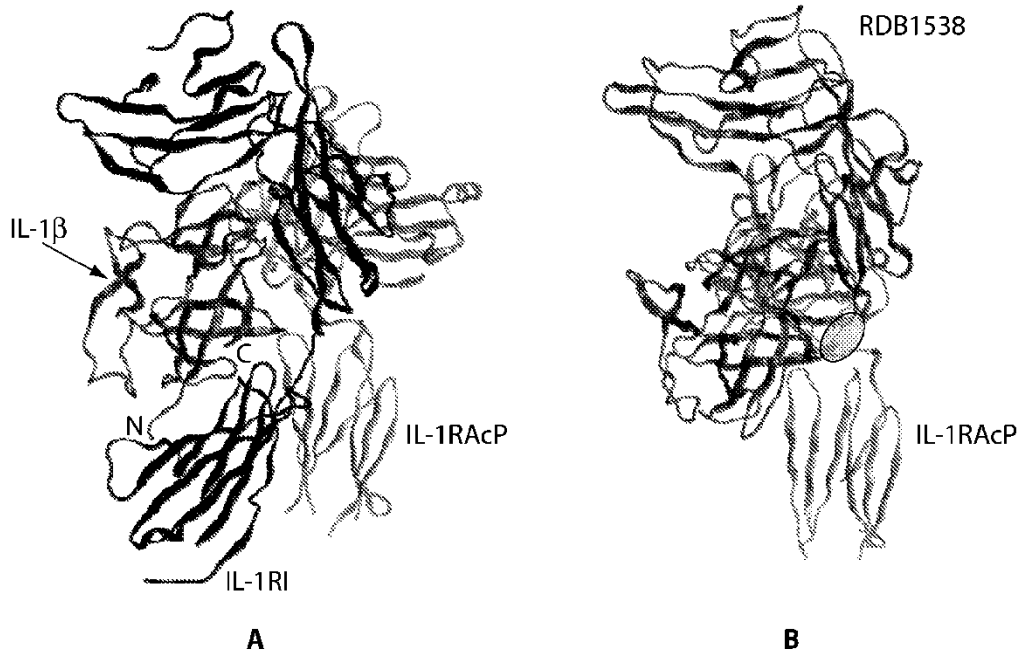 RDB1538
IL-1β
C
N
IL-1RAcP
IL-1RAcP
IL-1RI
A
B